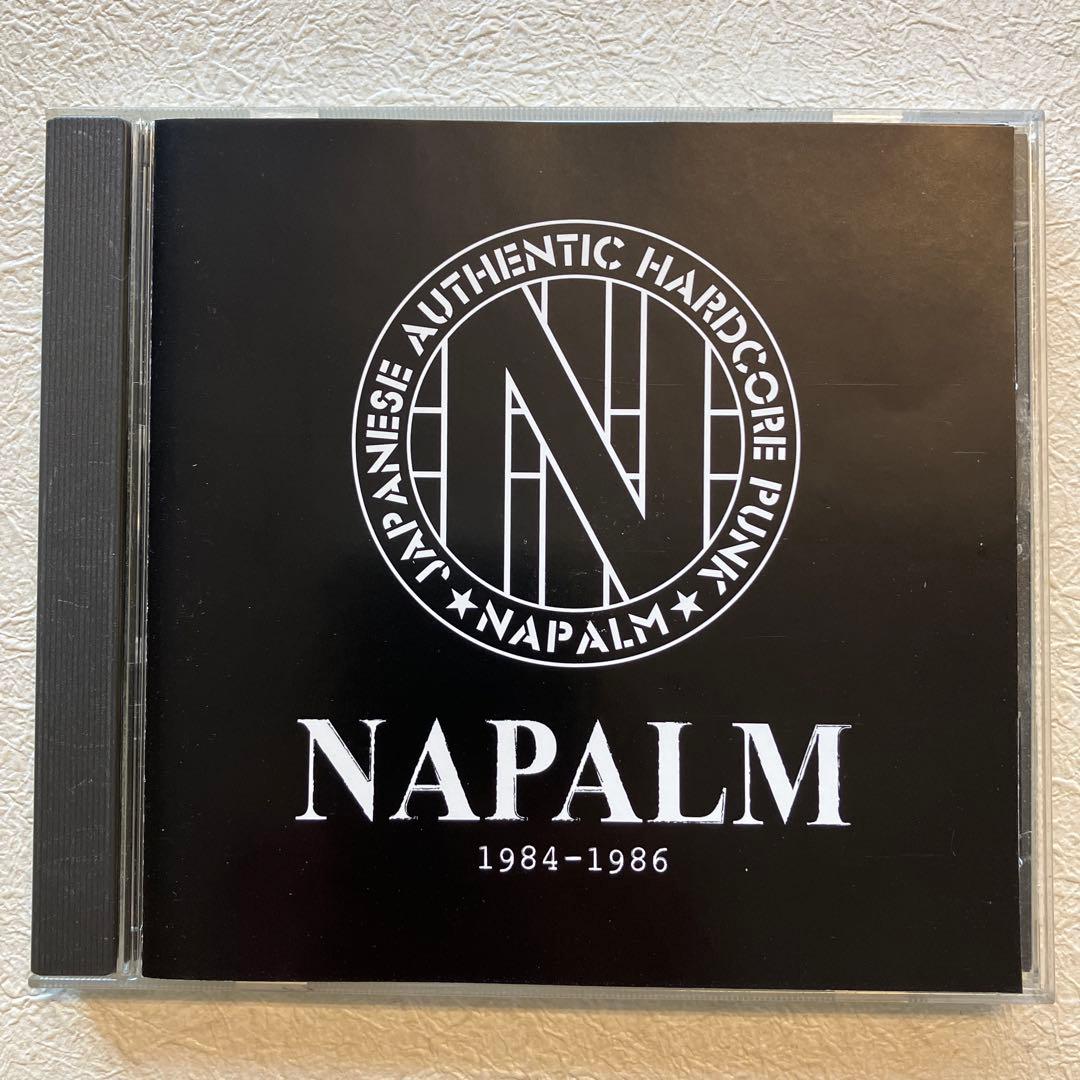 JAPANESE AUTHENTIC HARDCORE PUNK
★NAPALM★
N
NAPALM
1984-1986